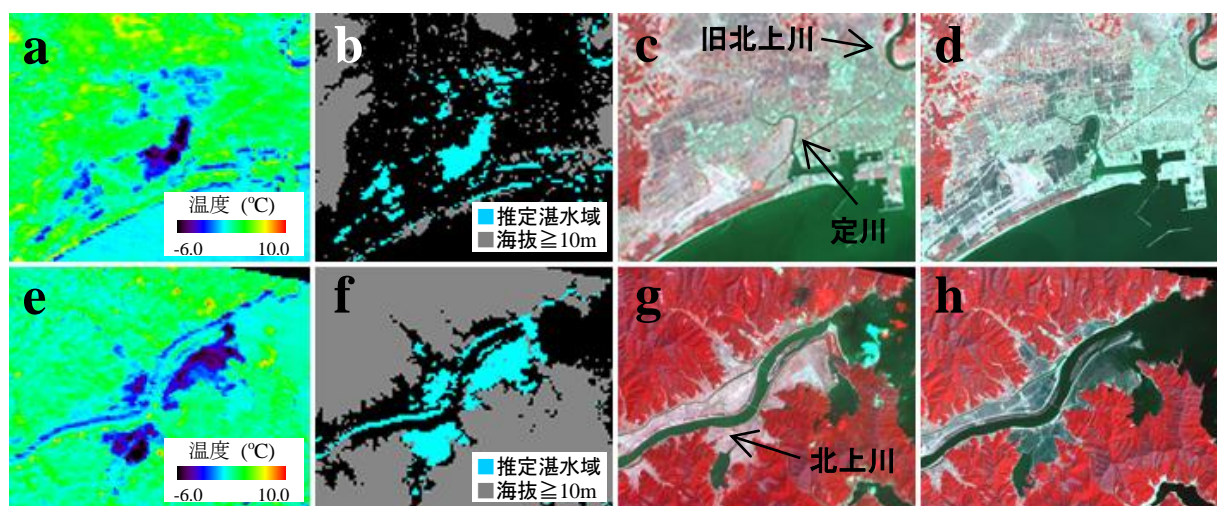 a
温度 (℃)
-6.0 10.0
b
推定湛水域
海抜≧10m
c
旧北上川
定川
d
e
温度 (℃)
-6.0 10.0
f
推定湛水域
海抜≧10m
g
北上川
h